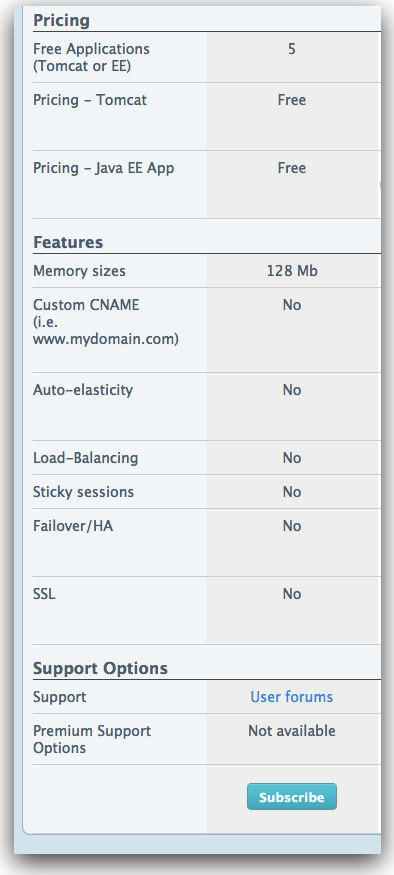 Pricing
Free Applications 5
(Tomcat or EE)
Pricing – Tomcat Free
Pricing – Java EE App Free
Features
Memory sizes 128 Mb
Custom CNAME No
(i.e.
www.mydomain.com)
Auto-elasticity No
Load-Balancing No
Sticky sessions No
Failover/HA No
SSL No
Support Options
Support User forums
Premium Support Not available
Options
Subscribe